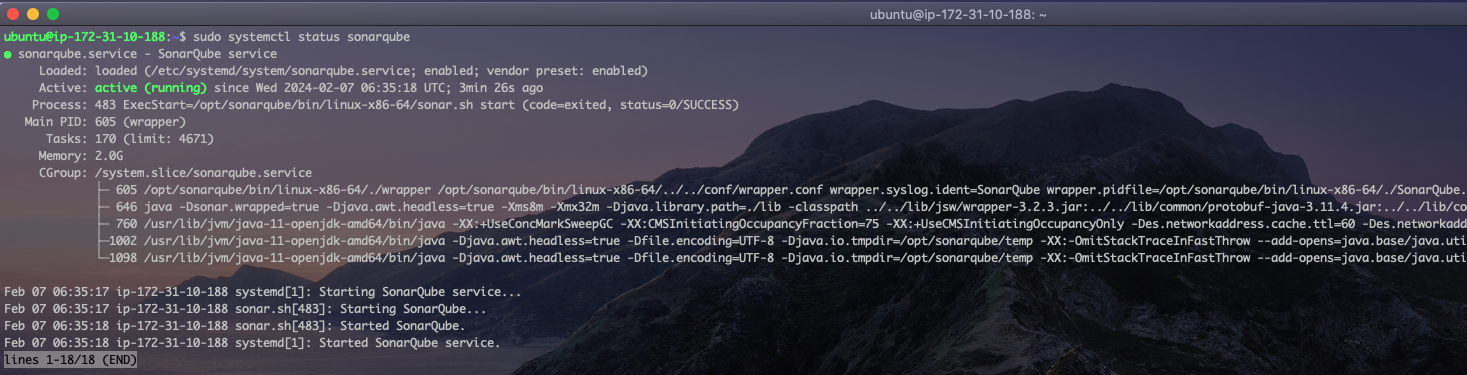 ubuntu@ip-172-31-10-188: ~
ubuntu@ip-172-31-10-188:~$ sudo systemctl status sonarqube
● sonarqube.service - SonarQube service
Loaded: loaded (/etc/systemd/system/sonarqube.service; enabled; vendor preset: enabled)
Active: active (running) since Wed 2024-02-07 06:35:18 UTC; 3min 26s ago
Process: 483 ExecStart=/opt/sonarqube/bin/linux-x86-64/sonar.sh start (code=exited, status=0/SUCCESS)
Main PID: 605 (wrapper)
Tasks: 170 (limit: 4671)
Memory: 2.0G
CGroup: /system.slice/sonarqube.service
├─ 605 /opt/sonarqube/bin/linux-x86-64/./wrapper /opt/sonarqube/bin/linux-x86-64/../../conf/wrapper.conf wrapper.syslog.ident=SonarQube wrapper.pidfile=/opt/sonarqube/bin/linux-x86-64/./SonarQube.
├─ 646 java -Dsonar.wrapped=true -Djava.awt.headless=true -Xms8m -Xmx32m -Djava.library.path=./lib -classpath ../../lib/jsw/wrapper-3.2.3.jar:../../lib/common/protobuf-java-3.11.4.jar:../../lib/co
├─ 760 /usr/lib/jvm/java-11-openjdk-amd64/bin/java -XX:+UseConcMarkSweepGC -XX:CMSInitiatingOccupancyFraction=75 -XX:+UseCMSInitiatingOccupancyOnly -Des.networkaddress.cache.ttl=60 -Des.networkadd
├─1002 /usr/lib/jvm/java-11-openjdk-amd64/bin/java -Djava.awt.headless=true -Dfile.encoding=UTF-8 -Djava.io.tmpdir=/opt/sonarqube/temp -XX:-OmitStackTraceInFastThrow --add-opens=java.base/java.uti
└─1098 /usr/lib/jvm/java-11-openjdk-amd64/bin/java -Djava.awt.headless=true -Dfile.encoding=UTF-8 -Djava.io.tmpdir=/opt/sonarqube/temp -XX:-OmitStackTraceInFastThrow --add-opens=java.base/java.uti
Feb 07 06:35:17 ip-172-31-10-188 systemd[1]: Starting SonarQube service...
Feb 07 06:35:17 ip-172-31-10-188 sonar.sh[483]: Starting SonarQube...
Feb 07 06:35:18 ip-172-31-10-188 sonar.sh[483]: Started SonarQube.
Feb 07 06:35:18 ip-172-31-10-188 systemd[1]: Started SonarQube service.
lines 1-18/18 (END)